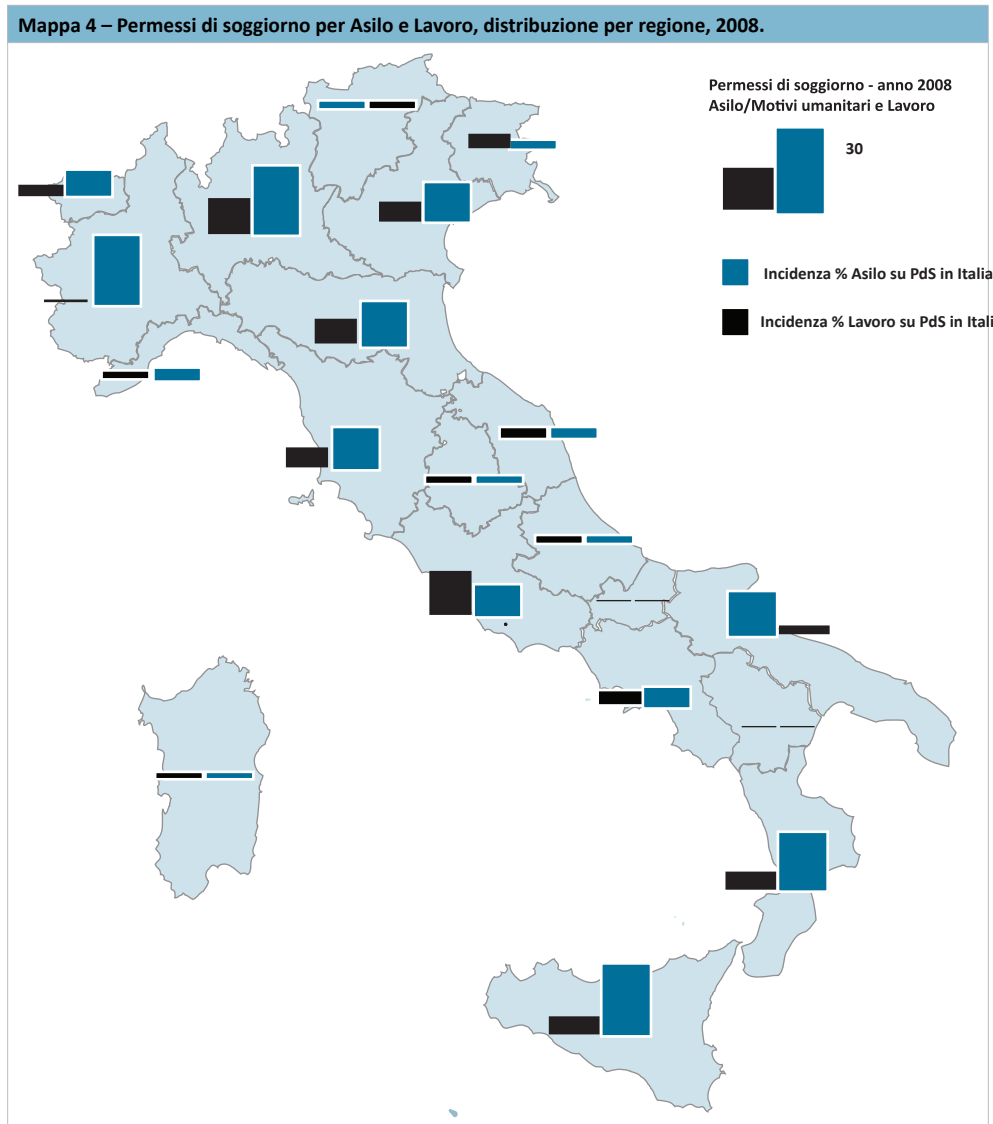 Mappa 4 – Permessi di soggiorno per Asilo e Lavoro, distribuzione per regione, 2008.
Permessi di soggiorno - anno 2008
Asilo/Motivi umanitari e Lavoro
30
Incidenza % Asilo su PdS in Italia
Incidenza % Lavoro su PdS in Itali